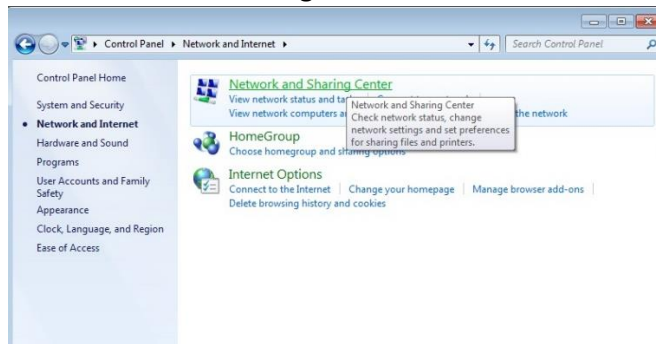 Control Panel ▸ Network and Internet ▸
Search Control Panel
Control Panel Home
System and Security
Network and Internet
Hardware and Sound
Programs
User Accounts and Family
Safety
Appearance
Clock, Language, and Region
Ease of Access
Network and Sharing Center
View network status and
View network computers
the network
Network and Sharing Center
Check network status, change
network settings and set preferences
for sharing files and printers.
HomeGroup
Choose homegroup and sharing options
Internet Options
Connect to the Internet | Change your homepage | Manage browser add-ons
Delete browsing history and cookies